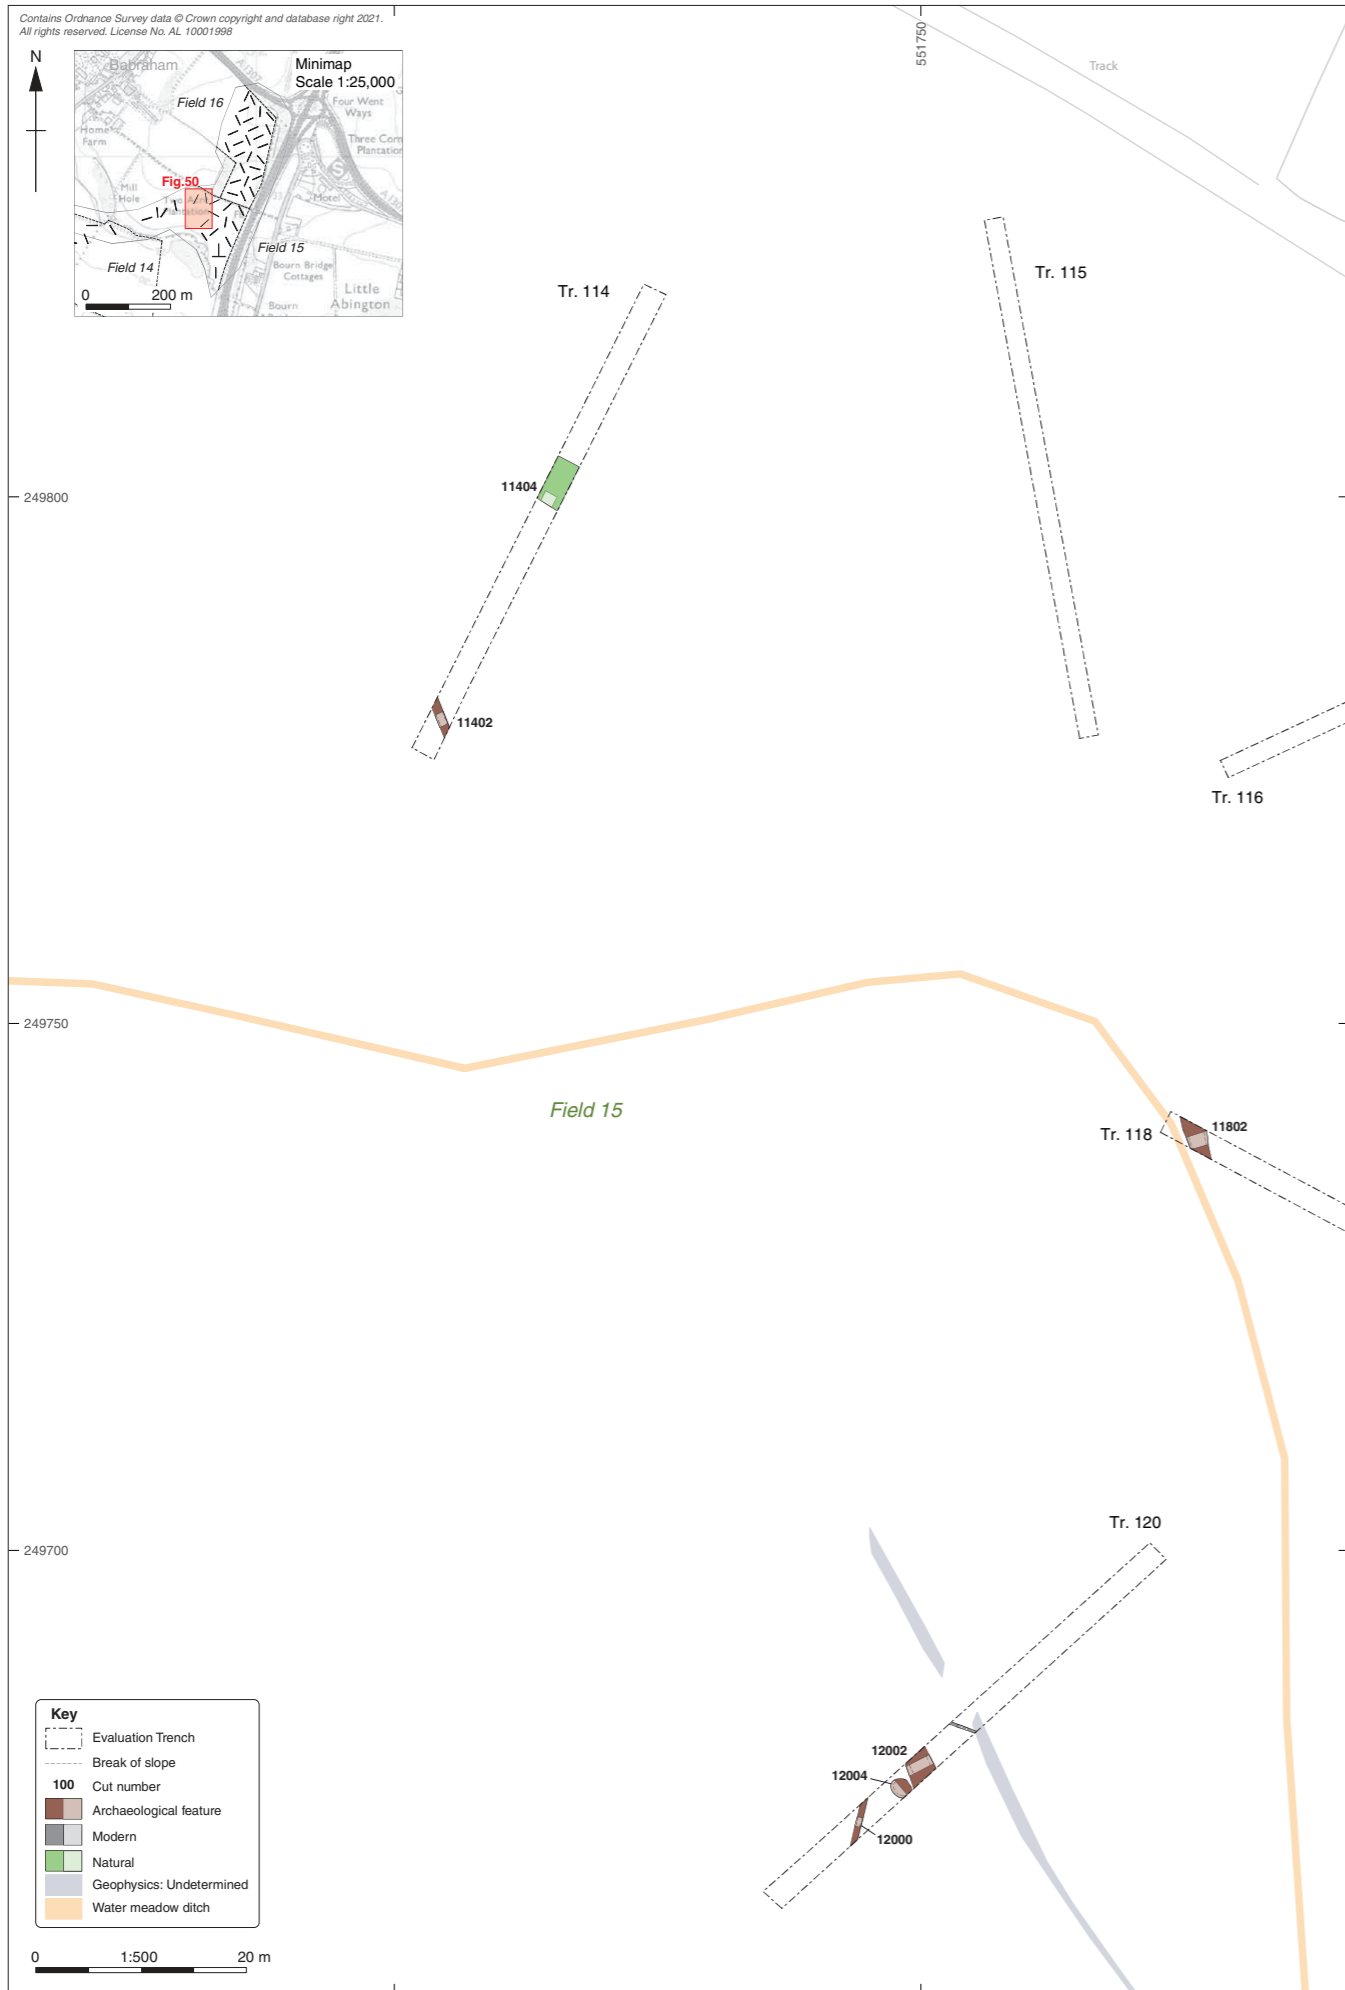 Contains Ordnance Survey data © Crown copyright and database right 2021.
All rights reserved. License No. AL 10001998
N
Minimap
Scale 1:25,000
Babraham
A1307
Field 16
Four Went
Ways
Home
Farm
Three Corn
Plantation
S
Fig.50
Mill
Hole
Motel
Field 15
Field 14
Bourn Bridge
Cottages
Little
Abington
Bourn
0 200 m
551750
Track
Tr. 114
Tr. 115
11404
249800
11402
Tr. 116
249750
Field 15
Tr. 118
11802
249700
Tr. 120
12002
12004
12000
Key
Evaluation Trench
Break of slope
100 Cut number
Archaeological feature
Modern
Natural
Geophysics: Undetermined
Water meadow ditch
0 1:500 20 m